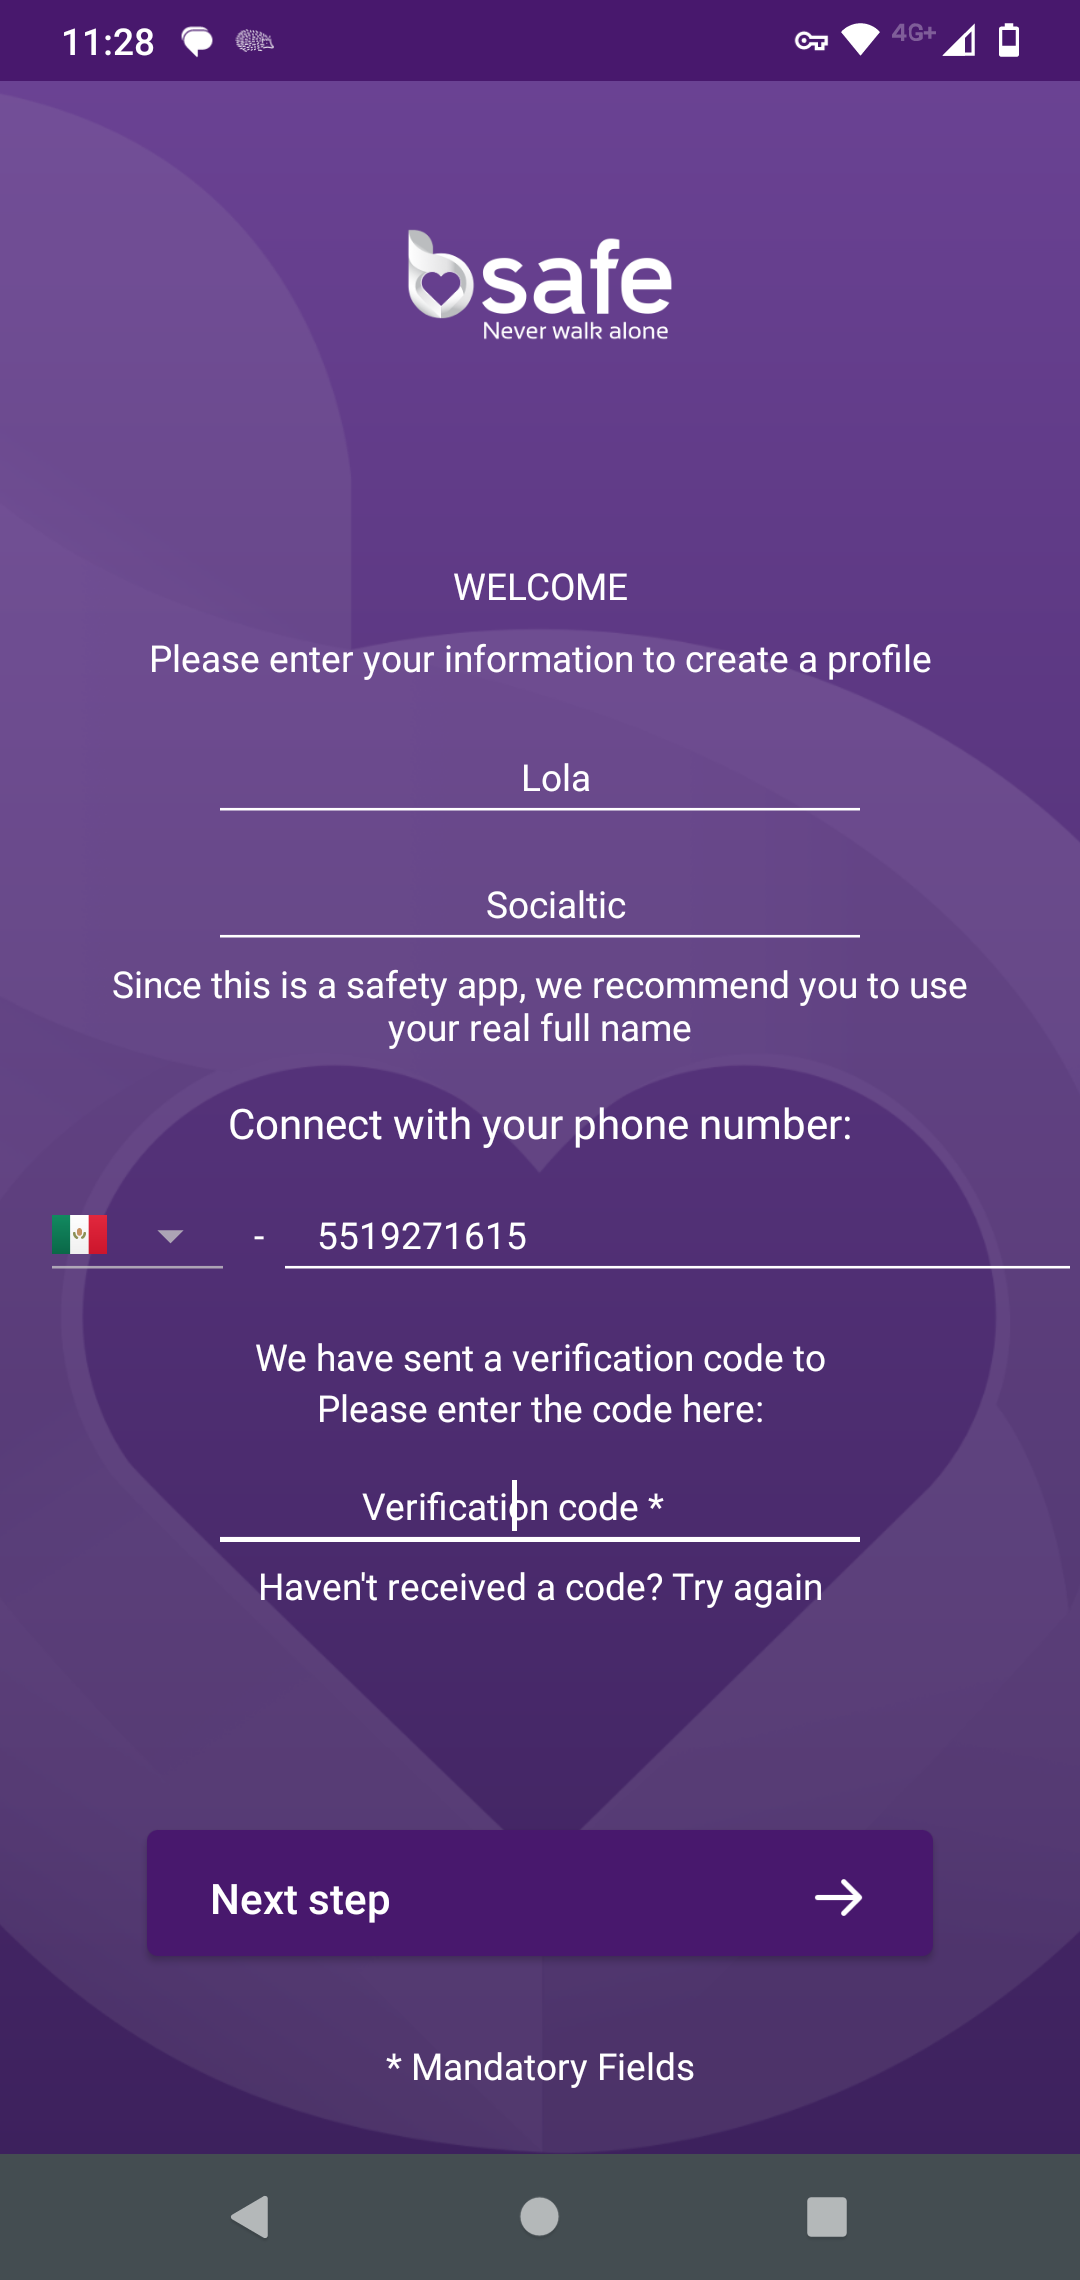 11:28
4G+
bsafe
Never walk alone
WELCOME
Please enter your information to create a profile
Lola
Socialtic
Since this is a safety app, we recommend you to use
your real full name
Connect with your phone number:
- 5519271615
We have sent a verification code to
Please enter the code here:
Verification code *
Haven't received a code? Try again
Next step
* Mandatory Fields